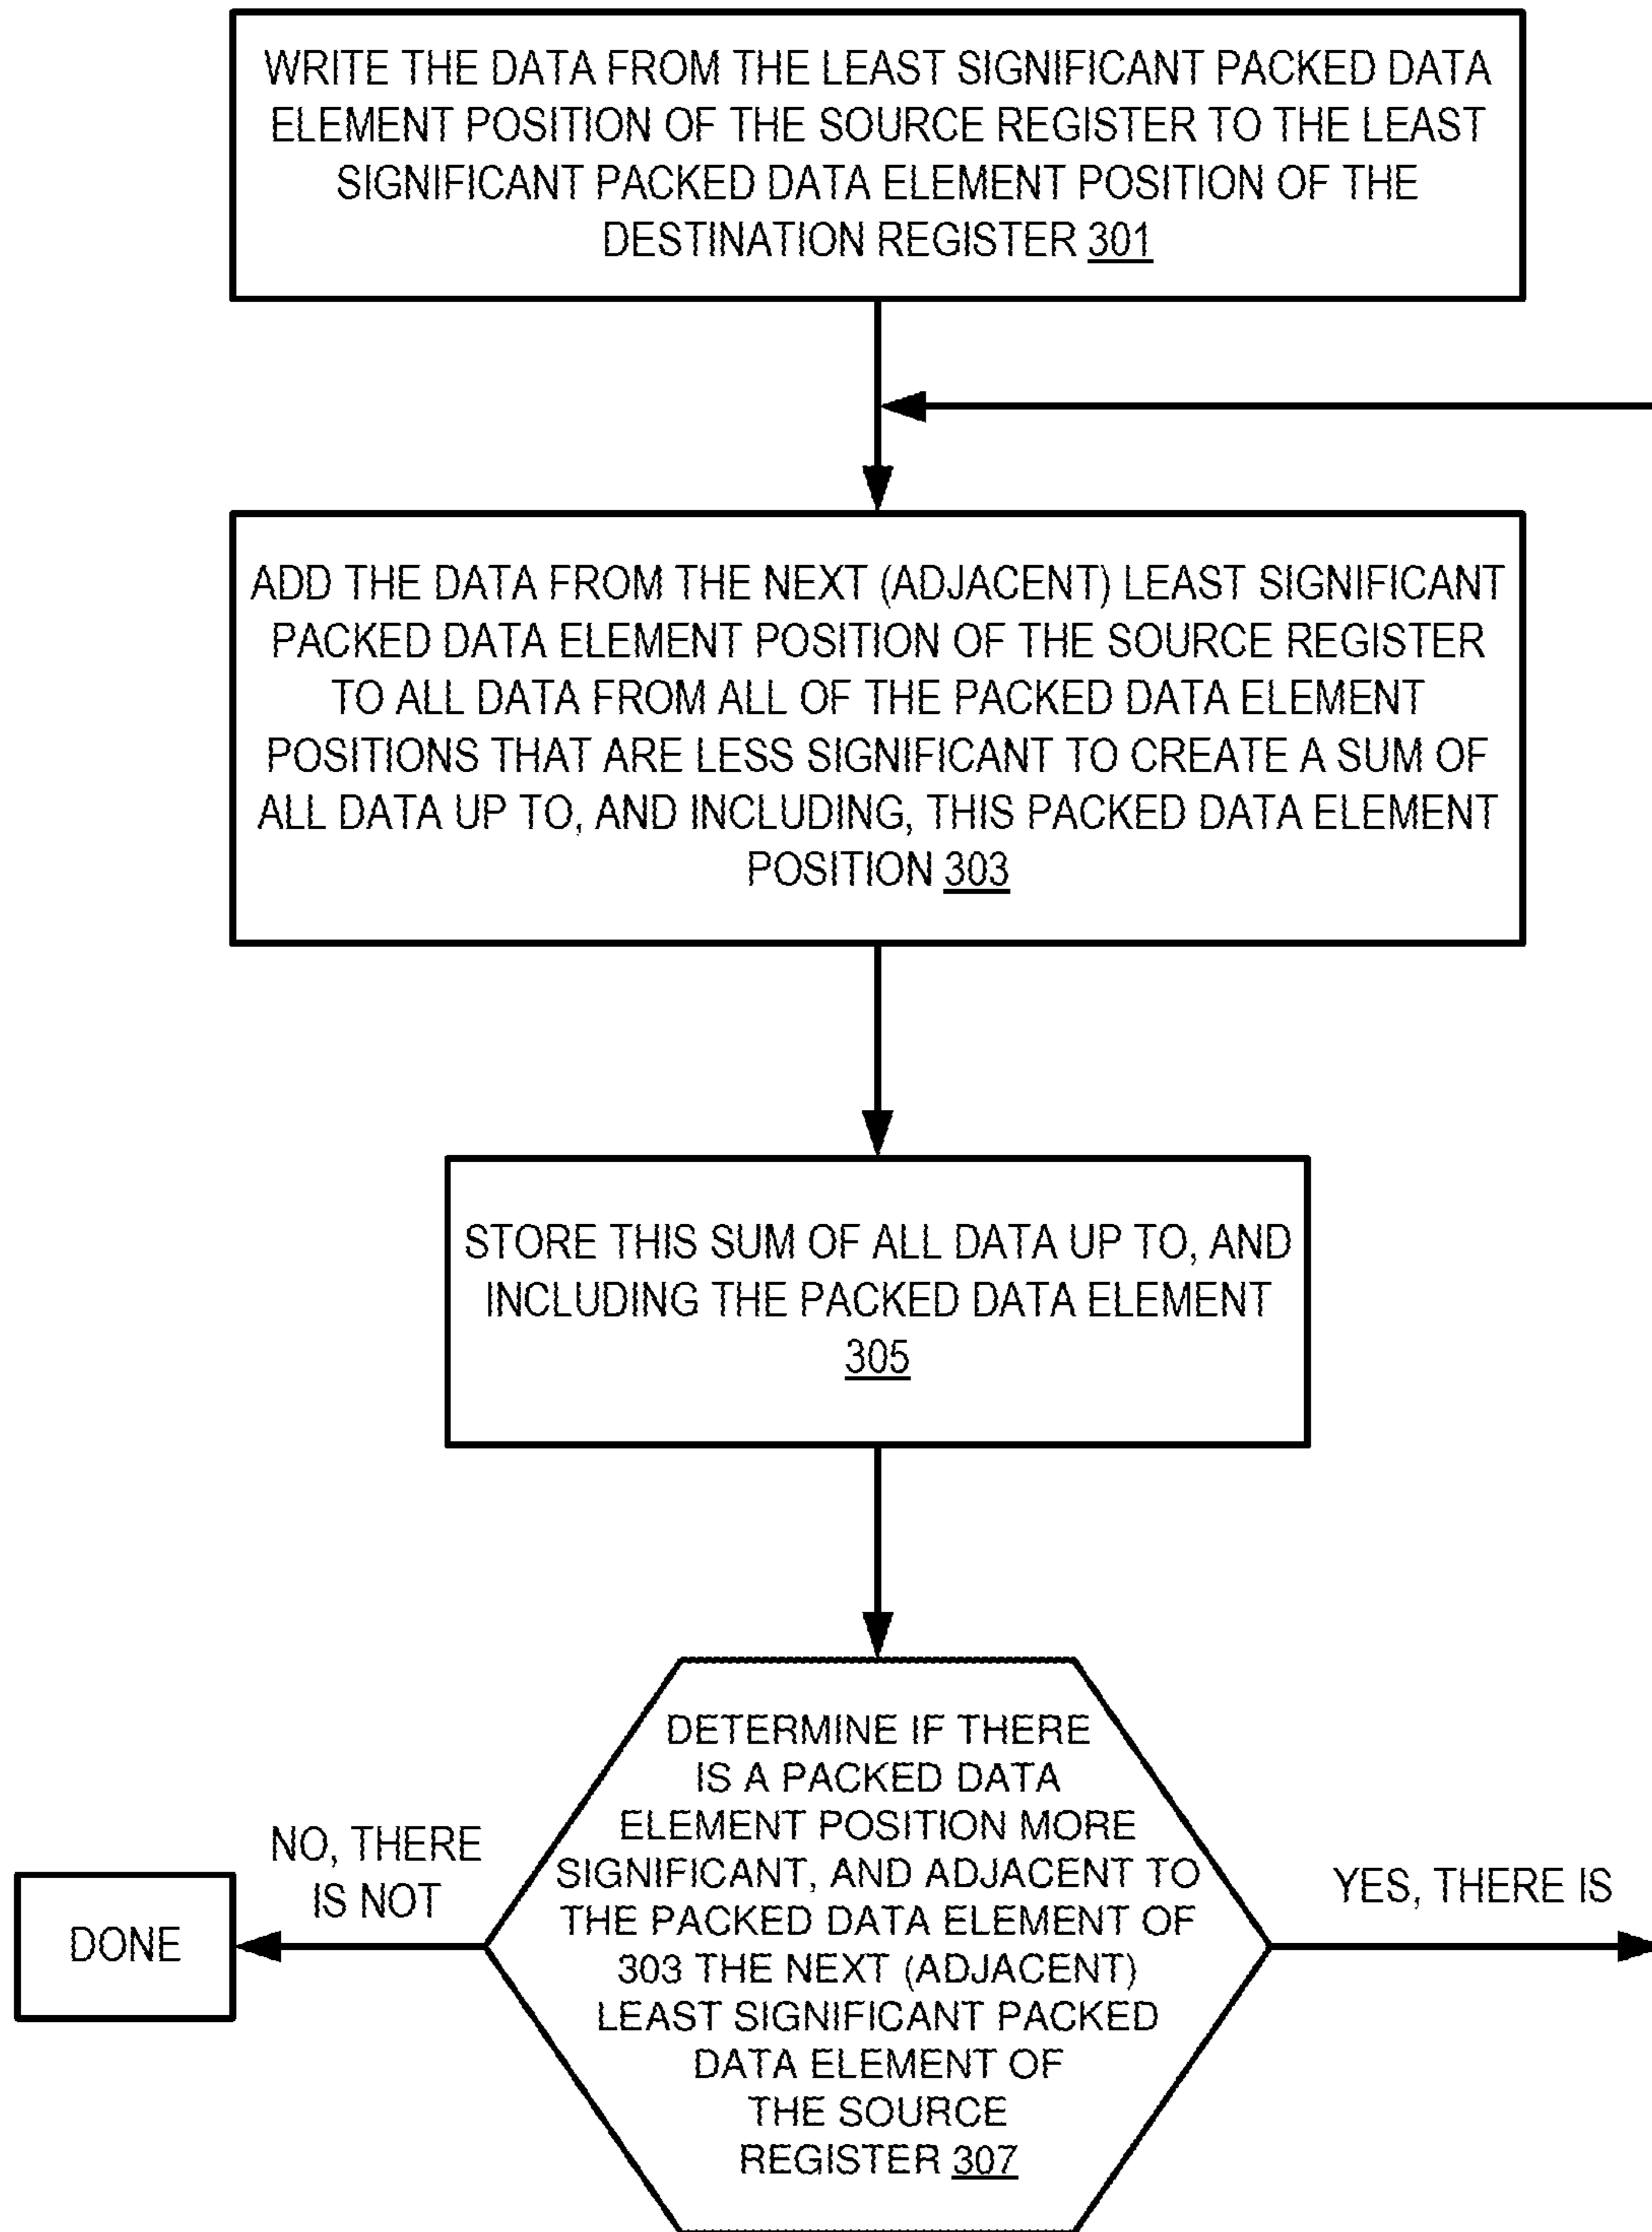 WRITE THE DATA FROM THE LEAST SIGNIFICANT PACKED DATA
ELEMENT POSITION OF THE SOURCE REGISTER TO THE LEAST
SIGNIFICANT PACKED DATA ELEMENT POSITION OF THE
DESTINATION REGISTER 301
ADD THE DATA FROM THE NEXT (ADJACENT) LEAST SIGNIFICANT
PACKED DATA ELEMENT POSITION OF THE SOURCE REGISTER
TO ALL DATA FROM ALL OF THE PACKED DATA ELEMENT
POSITIONS THAT ARE LESS SIGNIFICANT TO CREATE A SUM OF
ALL DATA UP TO, AND INCLUDING, THIS PACKED DATA ELEMENT
POSITION 303
STORE THIS SUM OF ALL DATA UP TO, AND
INCLUDING THE PACKED DATA ELEMENT
305
DETERMINE IF THERE
IS A PACKED DATA
ELEMENT POSITION MORE
SIGNIFICANT, AND ADJACENT TO
THE PACKED DATA ELEMENT OF
303 THE NEXT (ADJACENT)
LEAST SIGNIFICANT PACKED
DATA ELEMENT OF
THE SOURCE
REGISTER 307
NO, THERE
IS NOT
DONE
YES, THERE IS